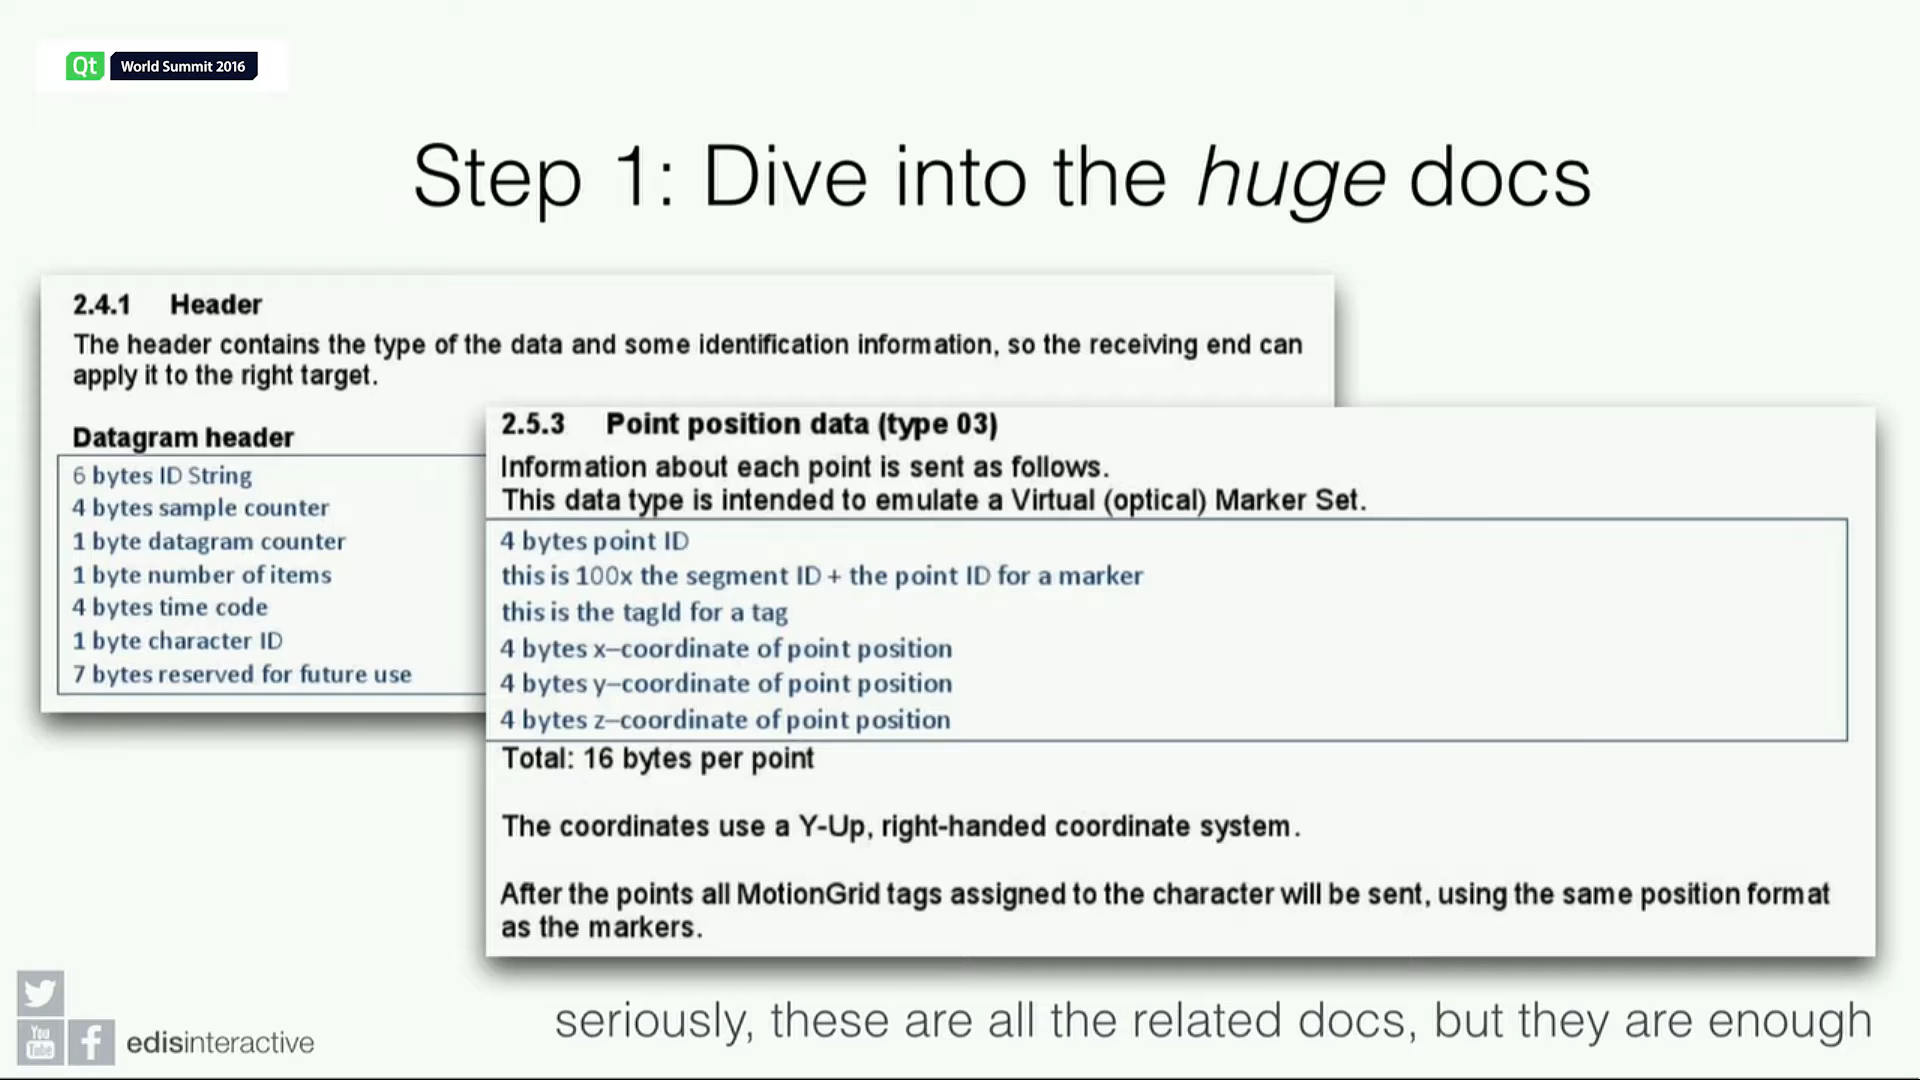 Qt World Summit 2016
Step 1: Dive into the huge docs
2.4.1 Header
The header contains the type of the data and some identification information, so the receiving end can
apply it to the right target.
Datagram header
6 bytes ID String
4 bytes sample counter
1 byte datagram counter
1 byte number of items
4 bytes time code
1 byte character ID
7 bytes reserved for future use
2.5.3 Point position data (type 03)
Information about each point is sent as follows.
This data type is intended to emulate a Virtual (optical) Marker Set.
4 bytes point ID
this is 100x the segment ID + the point ID for a marker
this is the tagId for a tag
4 bytes x–coordinate of point position
4 bytes y–coordinate of point position
4 bytes z–coordinate of point position
Total: 16 bytes per point
The coordinates use a Y-Up, right-handed coordinate system.
After the points all MotionGrid tags assigned to the character will be sent, using the same position format
as the markers.
seriously, these are all the related docs, but they are enough
You
Tube
f
edisinteractive